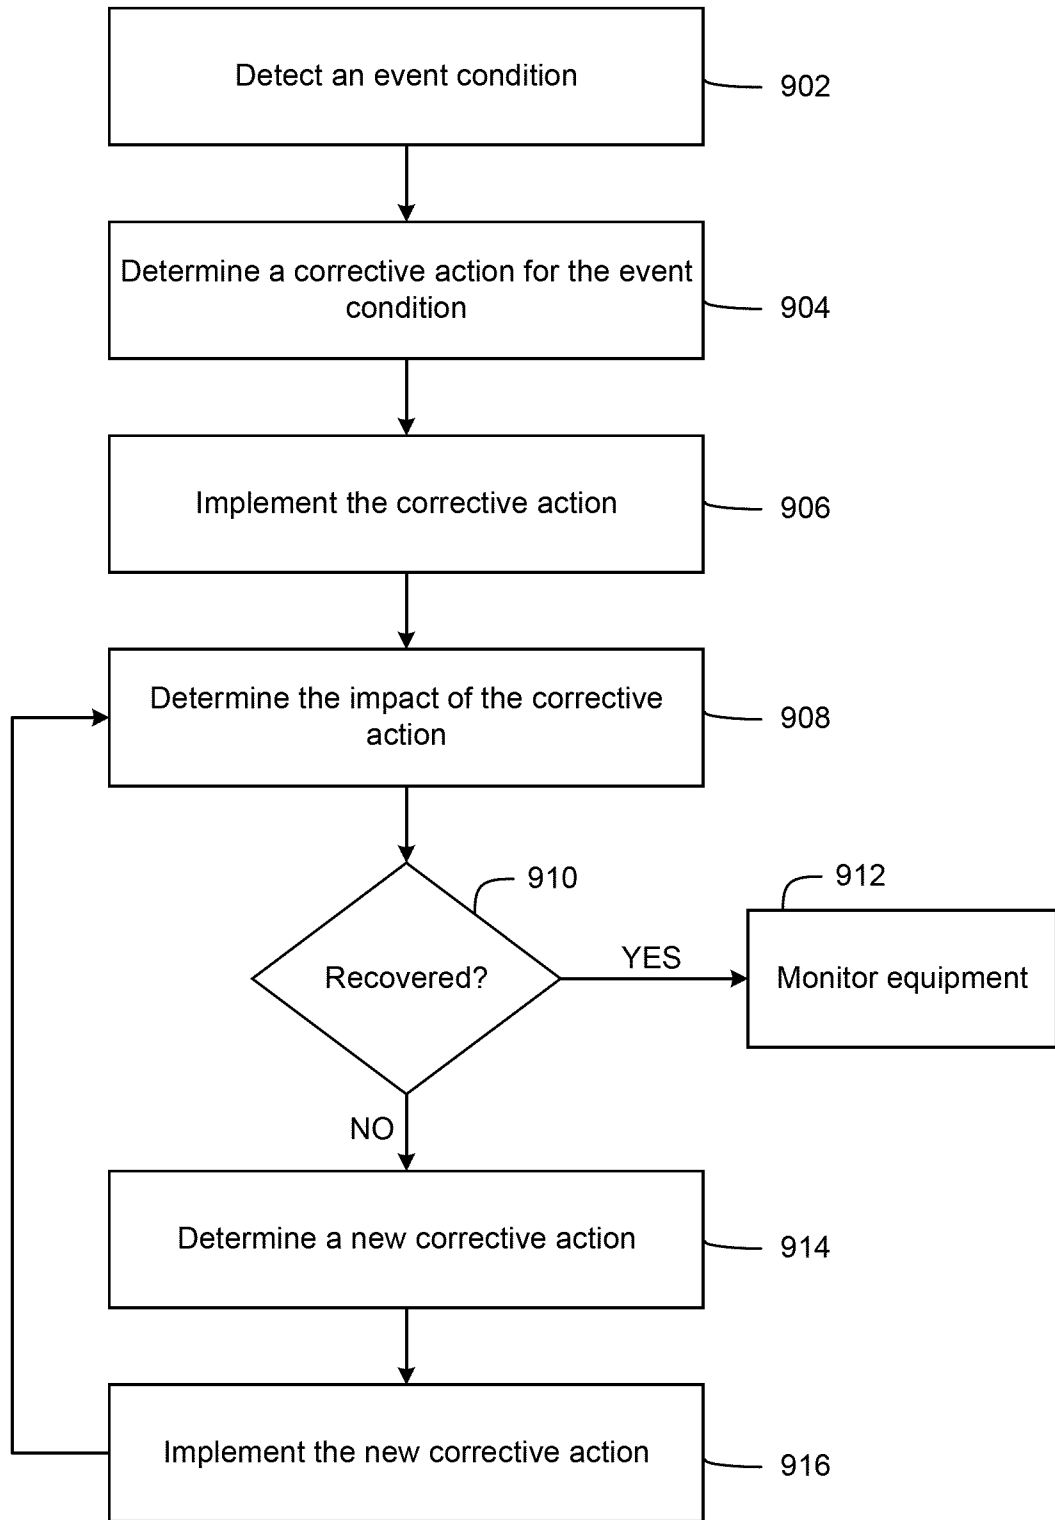 Detect an event condition
902
Determine a corrective action for the event
condition
904
Implement the corrective action
906
Determine the impact of the corrective
action
908
910
912
Recovered?
YES
Monitor equipment
NO
Determine a new corrective action
914
Implement the new corrective action
916